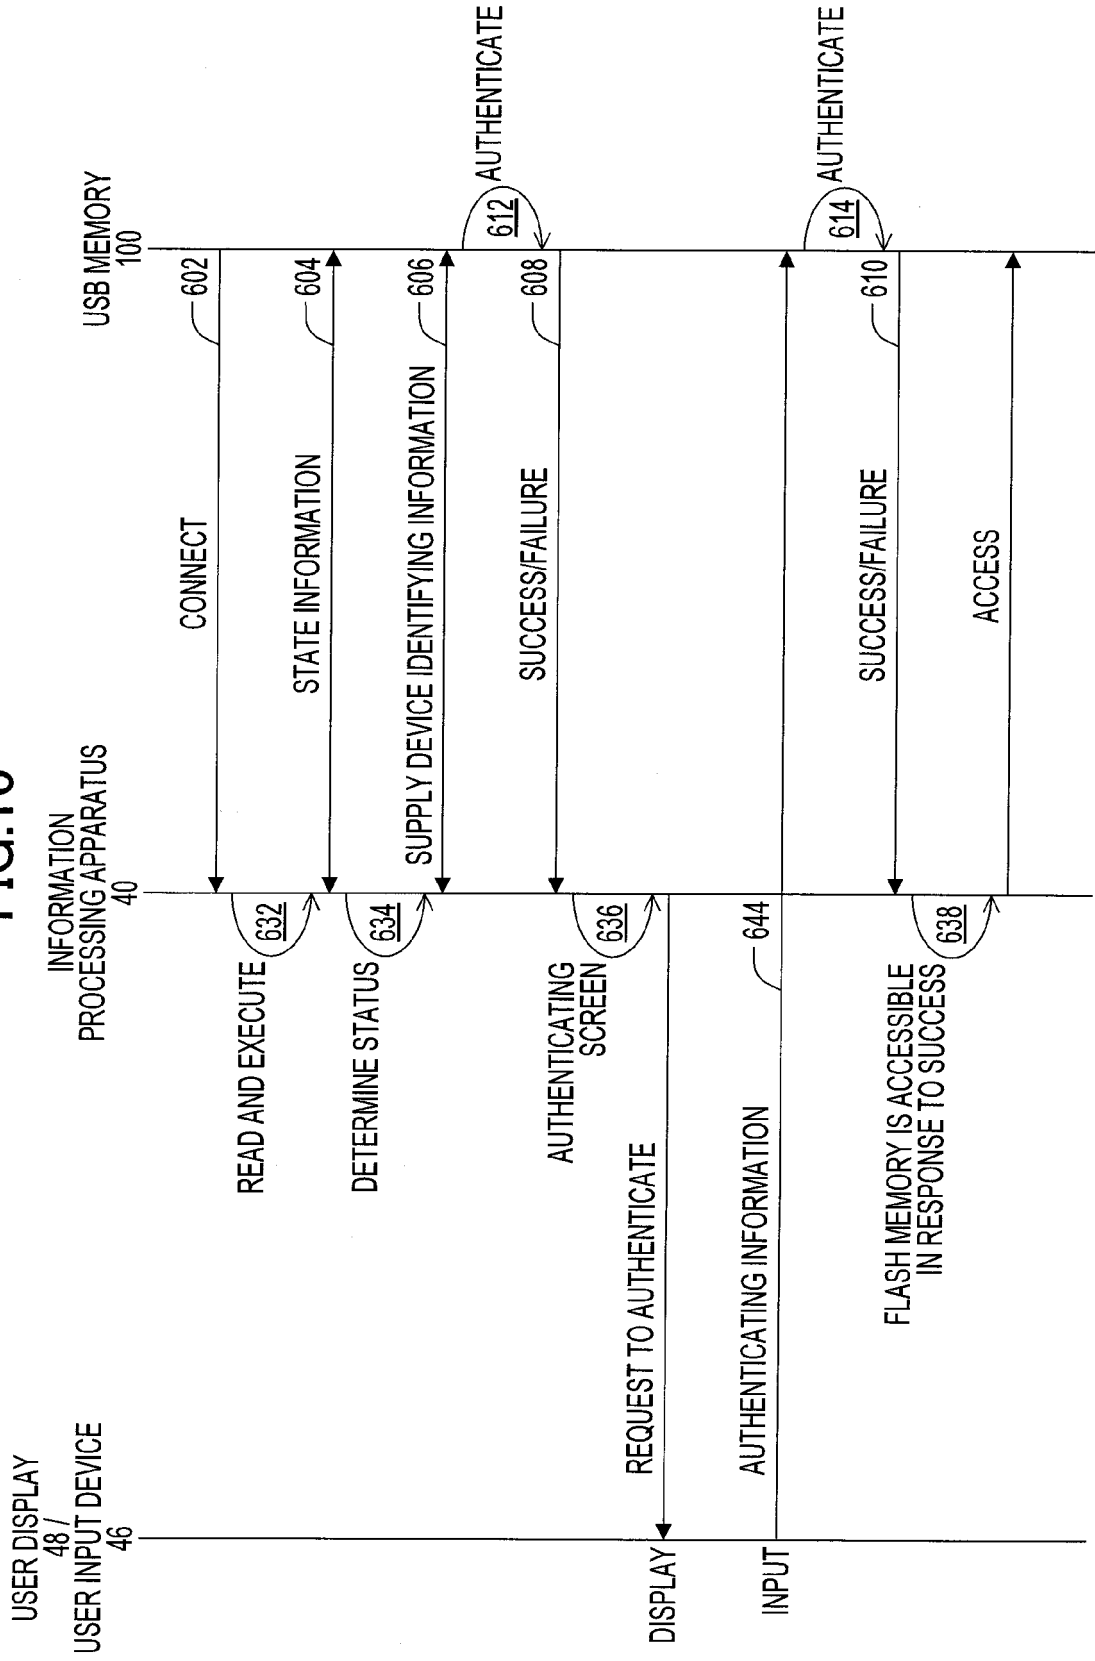 USER DISPLAY
48 /
USER INPUT DEVICE
46
INFORMATION
PROCESSING APPARATUS
40
USB MEMORY
100
CONNECT
602
READ AND EXECUTE
632
STATE INFORMATION
604
DETERMINE STATUS
634
SUPPLY DEVICE IDENTIFYING INFORMATION
606
612
AUTHENTICATE
SUCCESS/FAILURE
608
AUTHENTICATING
SCREEN
636
REQUEST TO AUTHENTICATE
DISPLAY
INPUT
AUTHENTICATING INFORMATION
644
614
AUTHENTICATE
SUCCESS/FAILURE
610
FLASH MEMORY IS ACCESSIBLE
IN RESPONSE TO SUCCESS
638
ACCESS